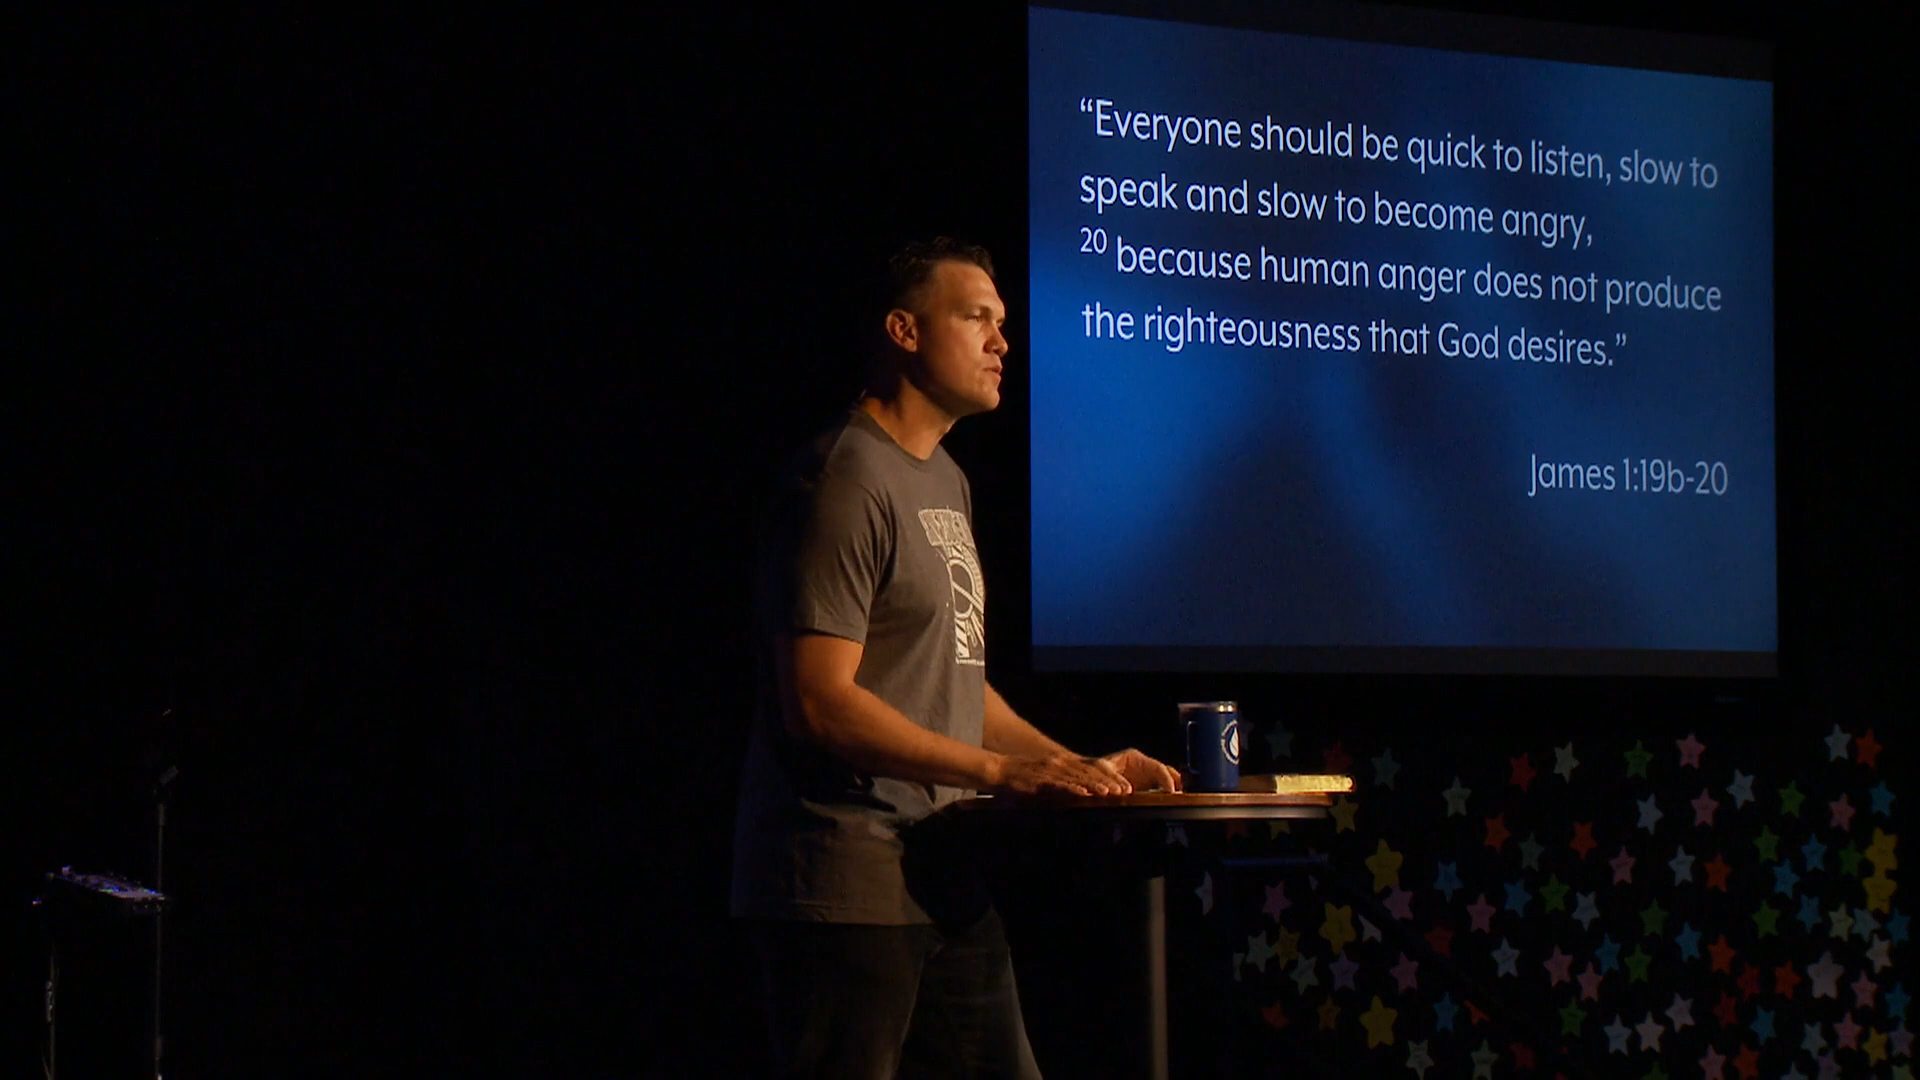 “Everyone should be quick to listen, slow to
speak and slow to become angry,
20 because human anger does not produce
the righteousness that God desires.”
James 1:19b-20